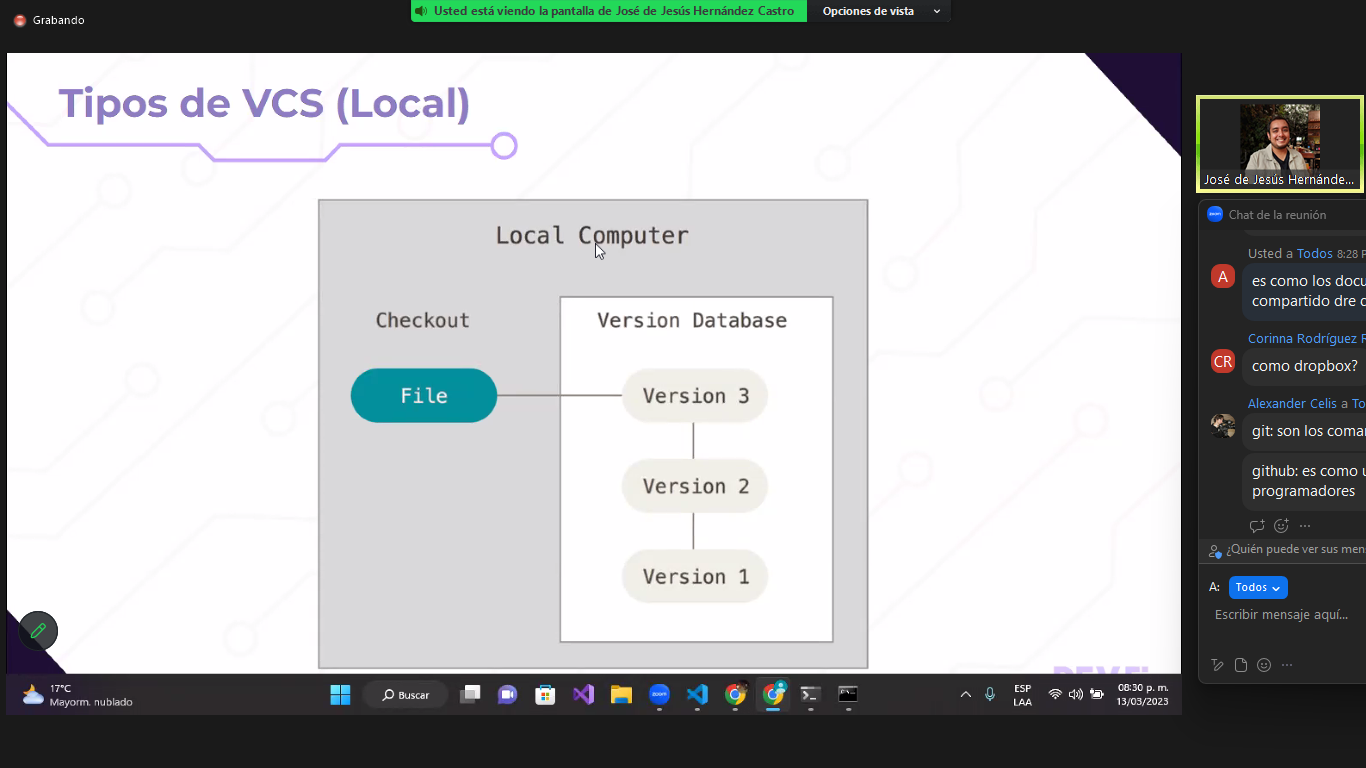 Grabando
Usted está viendo la pantalla de José de Jesús Hernández Castro
Opciones de vista
Tipos de VCS (Local)
Local Computer
Checkout
Version Database
File
Version 3
Version 2
Version 1
17°C
Mayorm. nublado
Buscar
zoom
ESP
LAA
08:30 p. m.
13/03/2023
José de Jesús Hernánde...
zoom
Chat de la reunión
Usted a Todos 8:28
A
es como los
compartido dre
Corinna Rodríguez
CR
como dropbox?
Alexander Celis a
git: son los
github: es como
programadores
¿Quién puede ver sus
A:
Todos
Escribir mensaje aquí...